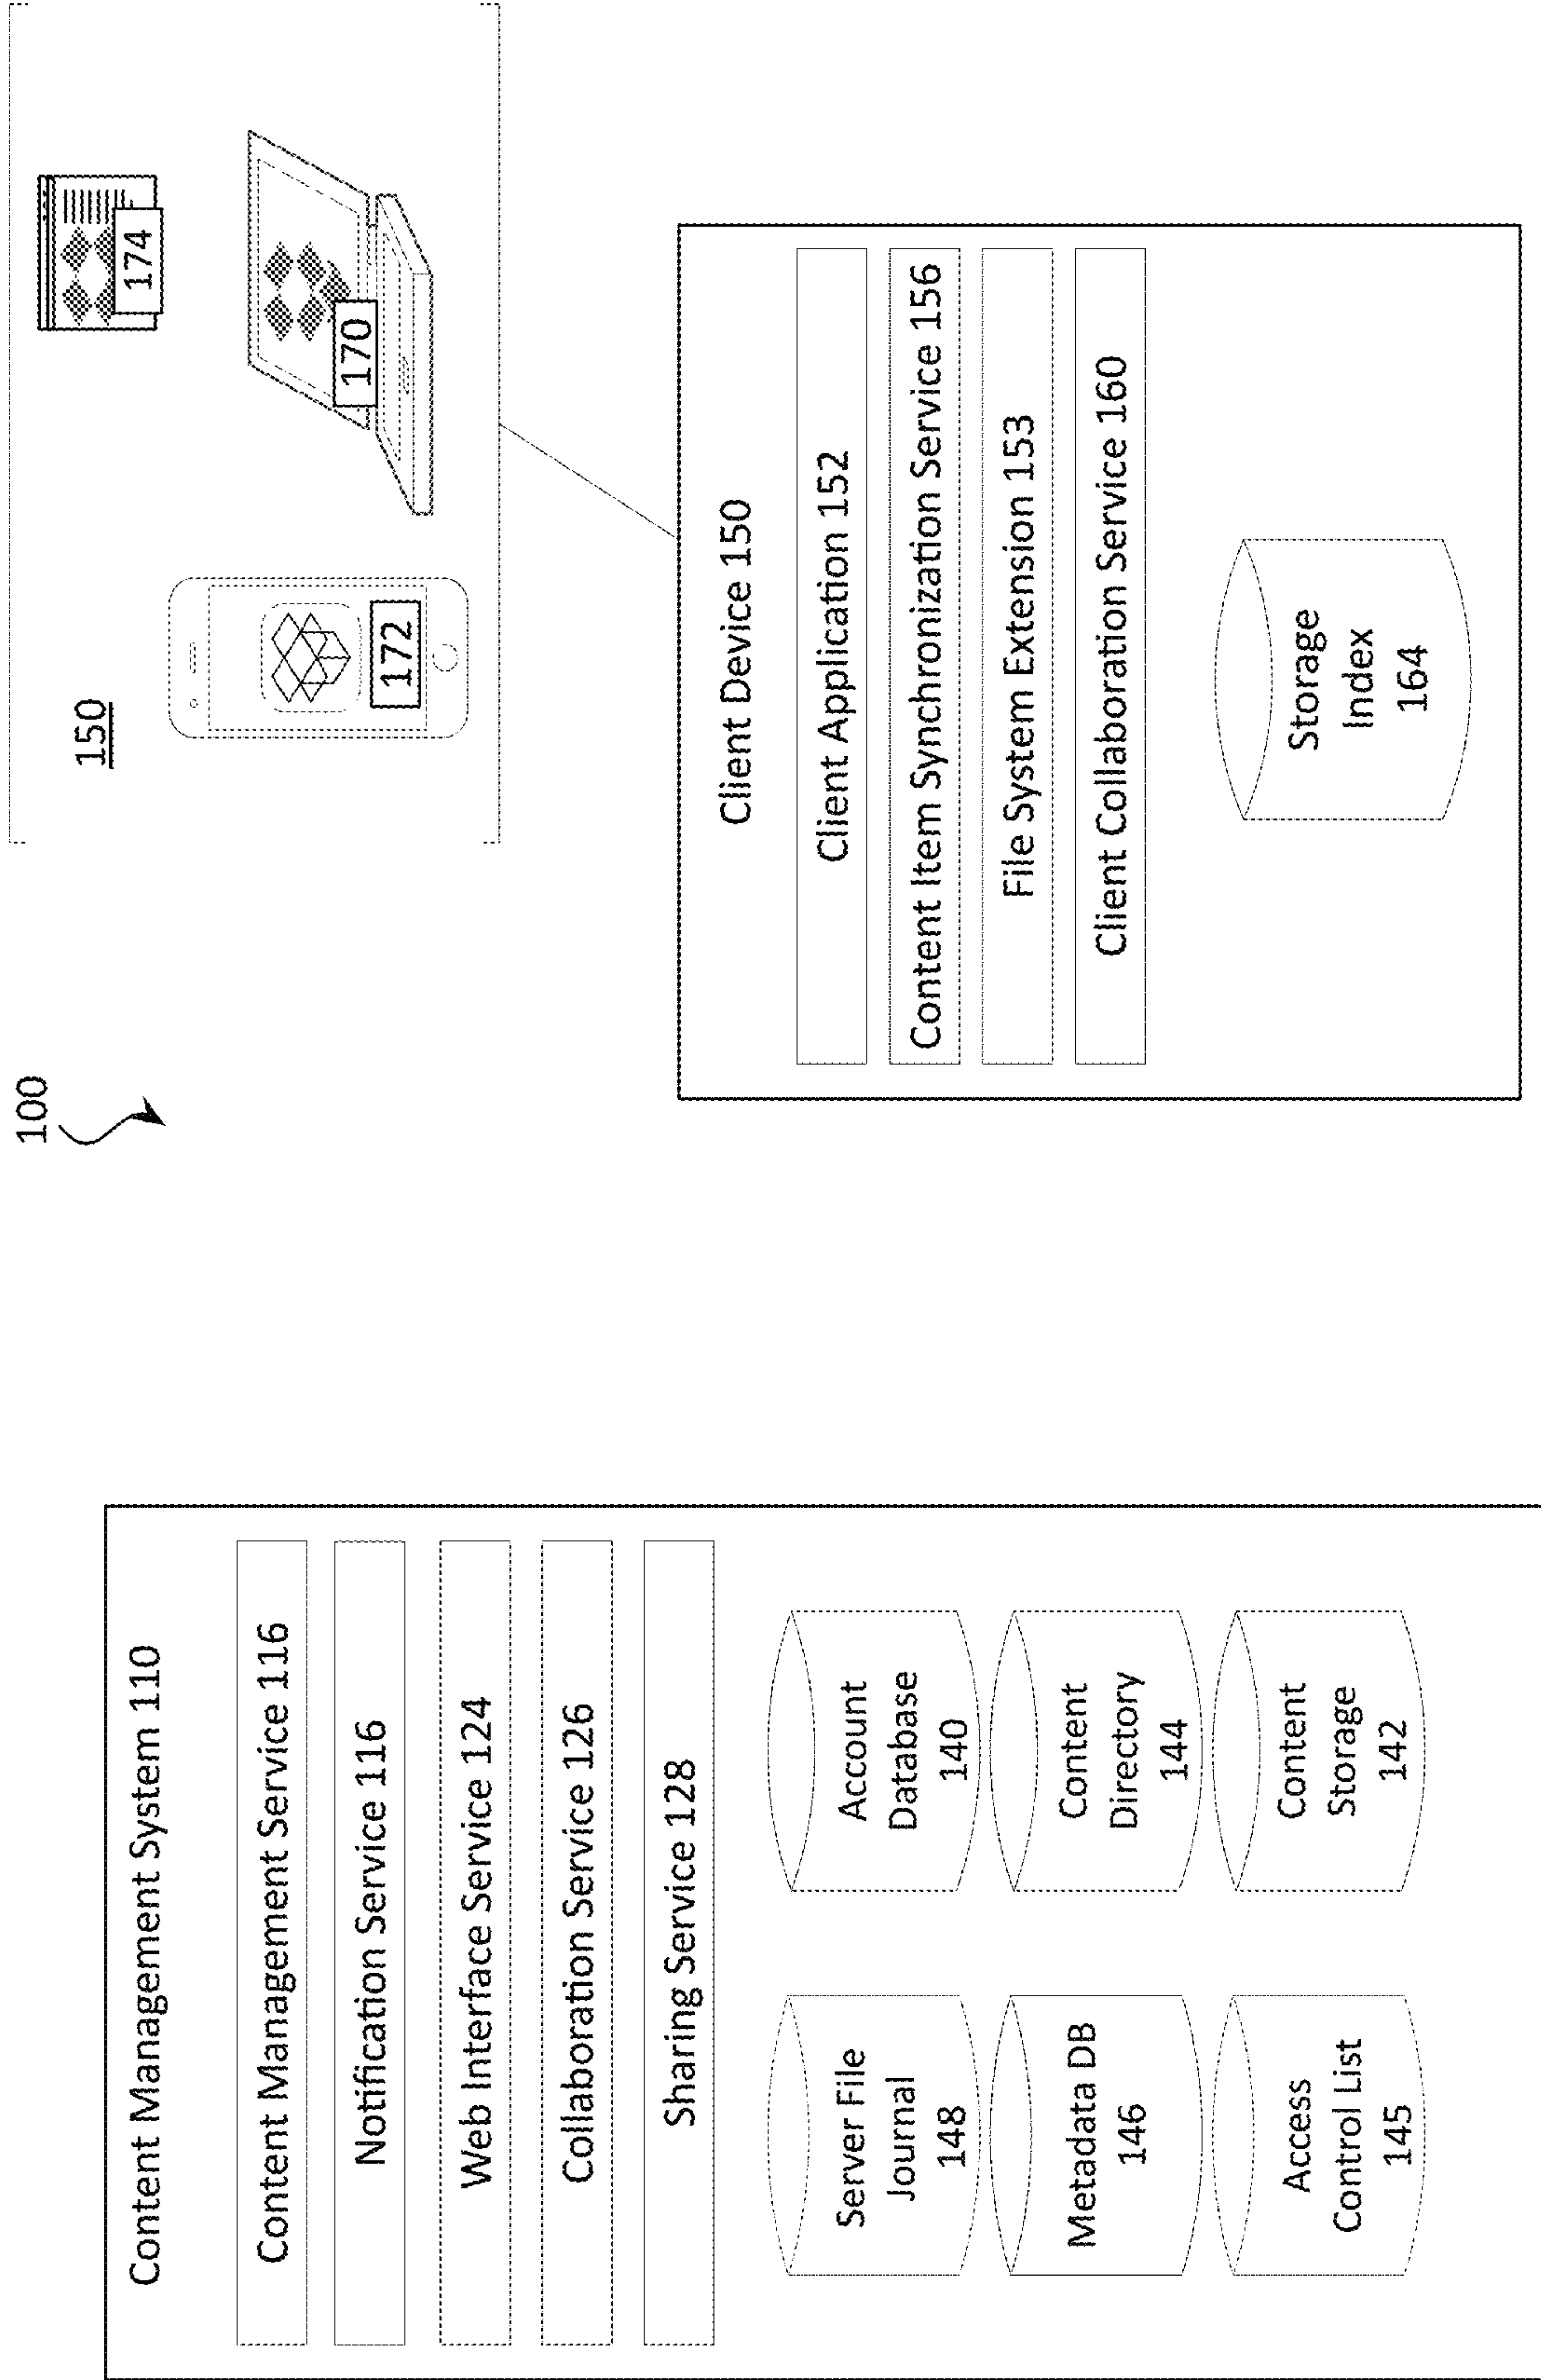 100
Content Management System 110
Content Management Service 116
Notification Service 116
Web Interface Service 124
Collaboration Service 126
Sharing Service 128
Server File
Journal
148
Account
Database
140
Metadata DB
146
Content
Directory
144
Access
Control List
145
Content
Storage
142
150
172
170
174
Client Device 150
Client Application 152
Content Item Synchronization Service 156
File System Extension 153
Client Collaboration Service 160
Storage
Index
164